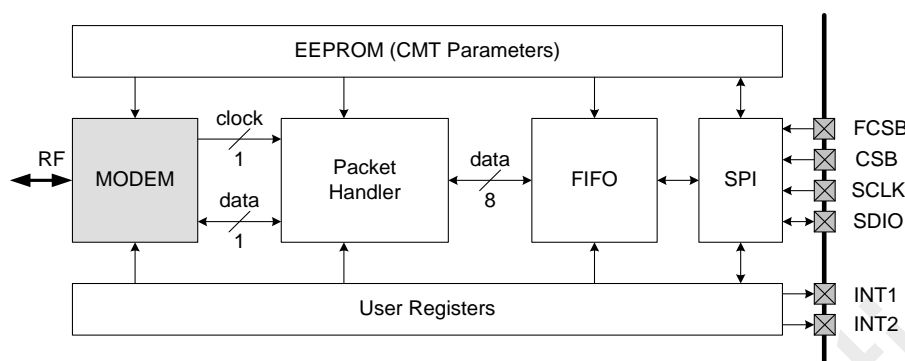 EEPROM (CMT Parameters)
RF
MODEM
clock
1
data
1
Packet
Handler
data
8
FIFO
SPI
FCSB
CSB
SCLK
SDIO
User Registers
INT1
INT2